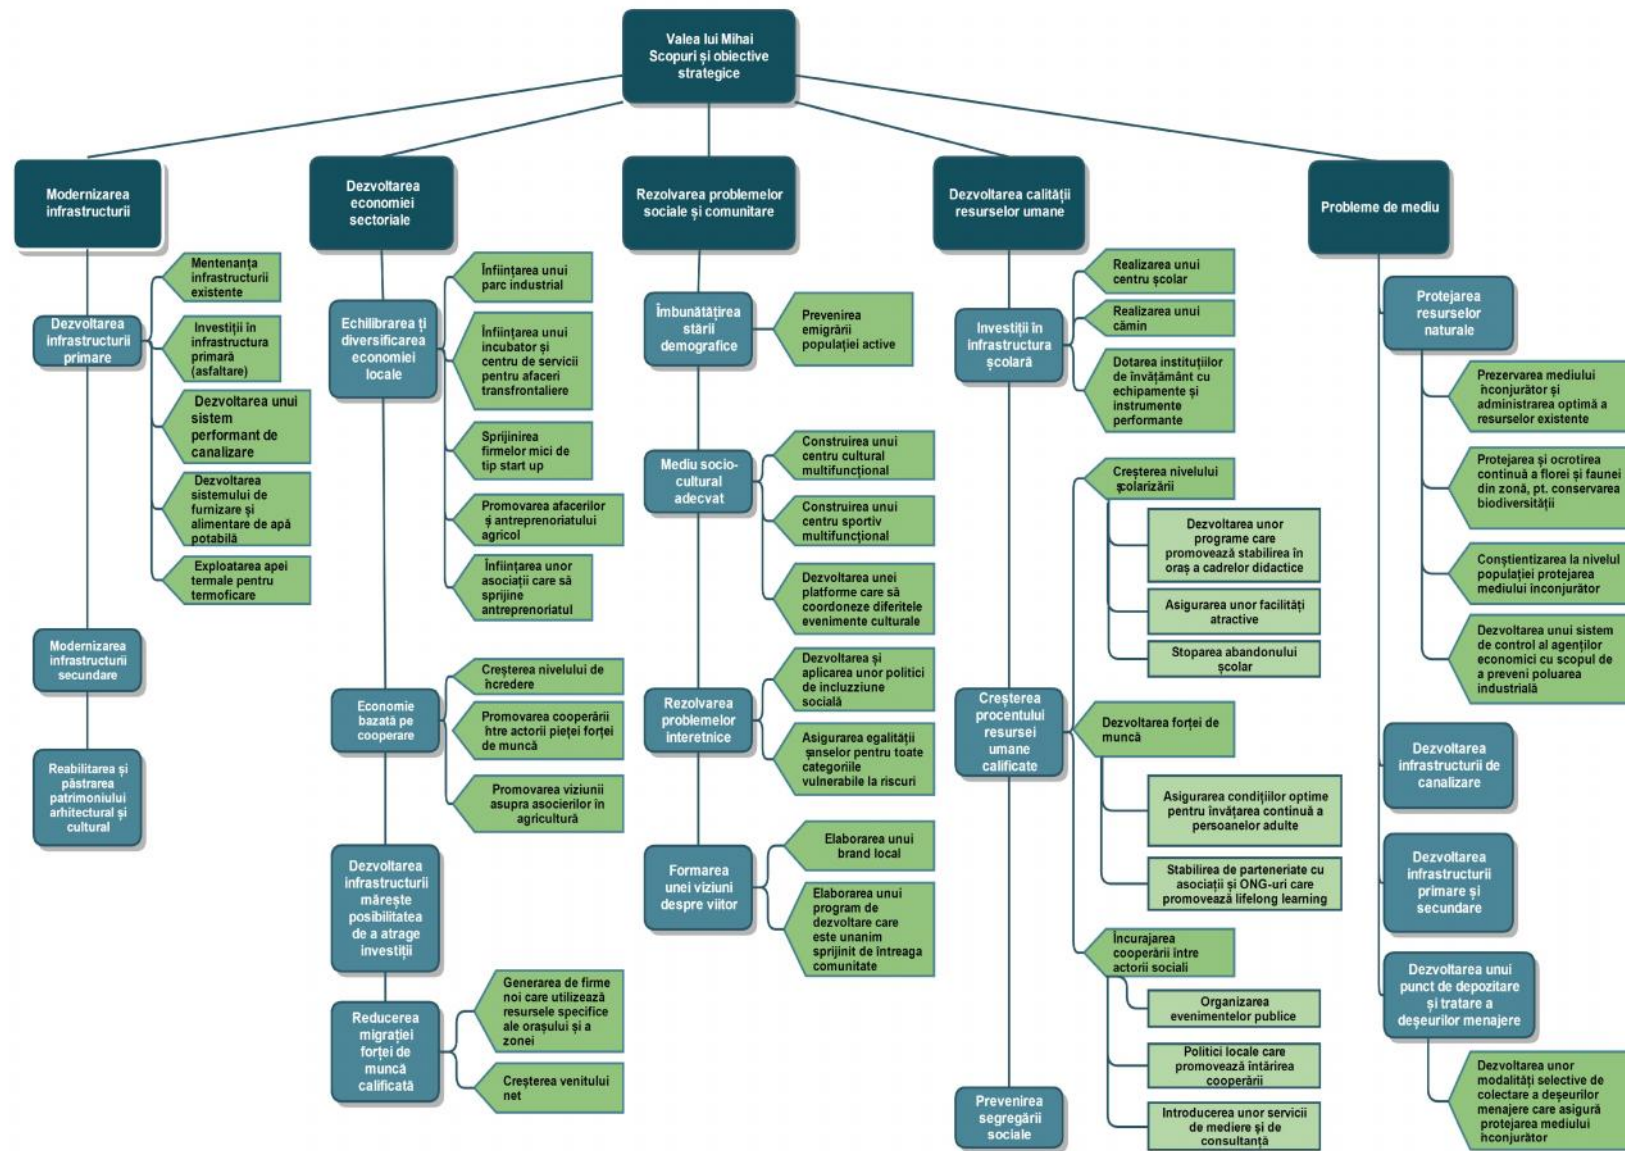 Valea lui Mihai
Scopuri și obiective
strategice
Modernizarea
infrastructurii
Dezvoltarea
infrastructurii
primare
Mentenanța
infrastructurii
existente
Investiții în
infrastructura
primară
(asfaltare)
Dezvoltarea unui
sistem
performant de
canalizare
Dezvoltarea
sistemului de
furnizare și
alimentare de apă
potabilă
Exploatarea apei
termale pentru
termoficare
Modernizarea
infrastructurii
secundare
Reabilitarea și
păstrarea
patrimoniului
arhitectural și
cultural
Dezvoltarea
economiei
sectoriale
Echilibrarea ți
diversificarea
economiei
locale
Înființarea unui
parc industrial
Înființarea unui
incubator și
centru de servicii
pentru afaceri
transfrontaliere
Sprijinirea
firmelor mici de
tip start up
Promovarea afacerilor
și antreprenoriatului
agricol
Înființarea unor
asociații care să
sprijine
antreprenoriatul
Economie
bazată pe
cooperare
Creșterea nivelului de
încredere
Promovarea cooperării
între actorii pieței forței
de muncă
Promovarea viziunii
asupra asocierilor în
agricultură
Dezvoltarea
infrastructurii
mărește
posibilitatea
de a atrage
investiții
Reducerea
migrației
forței de
muncă
calificată
Generarea de firme
noi care utilizează
resursele specifice
ale orașului și a
zonei
Creșterea venitului
net
Rezolvarea problemelor
sociale și comunitare
Îmbunătățirea
stării
demografice
Prevenirea
emigrării
populației active
Mediu socio-
cultural
adecvat
Construirea unui
centru cultural
multifuncțional
Construirea unui
centru sportiv
multifuncțional
Dezvoltarea unei
platforme care să
coordoneze diferitele
evenimente culturale
Rezolvarea
problemelor
interetnice
Dezvoltarea și
aplicarea unor politici
de incluzziune
socială
Asigurarea egalității
șanselor pentru toate
categoriile
vulnerabile la riscuri
Formarea
unei viziuni
despre viitor
Elaborarea unui
brand local
Elaborarea unui
program de
dezvoltare care
este unanim
sprijinit de întreaga
comunitate
Dezvoltarea calității
resurselor umane
Investiții în
infrastructura
școlară
Realizarea unui
centru școlar
Realizarea unui
cămin
Dotarea instituțiilor
de învățământ cu
echipamente și
instrumente
performante
Creșterea
procentului
resursei
umane
calificate
Creșterea nivelului
școlarizării
Dezvoltarea unor
programe care
promovează stabilirea în
oraș a cadrelor didactice
Asigurarea unor facilități
atractive
Stoparea abandonului
școlar
Dezvoltarea forței de
muncă
Asigurarea condițiilor optime
pentru învățarea continuă a
persoanelor adulte
Stabilirea de parteneriate cu
asociații și ONG-uri care
promovează lifelong learning
Încurajarea
cooperării între
actorii sociali
Organizarea
evenimentelor publice
Politici locale care
promovează întărirea
cooperării
Introducerea unor servicii
de mediere și de
consultanță
Prevenirea
segregării
sociale
Probleme de mediu
Protejarea
resurselor
naturale
Prezervarea mediului
înconjurător și
administrarea optimă a
resurselor existente
Protejarea și ocrotirea
continuă a florei și faunei
din zonă, pt. conservarea
biodiversității
Conștientizarea la nivelul
populației protejarea
mediului înconjurător
Dezvoltarea unui sistem
de control al agenților
economici cu scopul de
a preveni poluarea
industrială
Dezvoltarea
infrastructurii de
canalizare
Dezvoltarea
infrastructurii
primare și
secundare
Dezvoltarea unui
punct de depozitare
și tratare a
deșeurilor menajere
Dezvoltarea unor
modalități selective de
colectare a deșeurilor
menajere care asigură
protejarea mediului
înconjurător